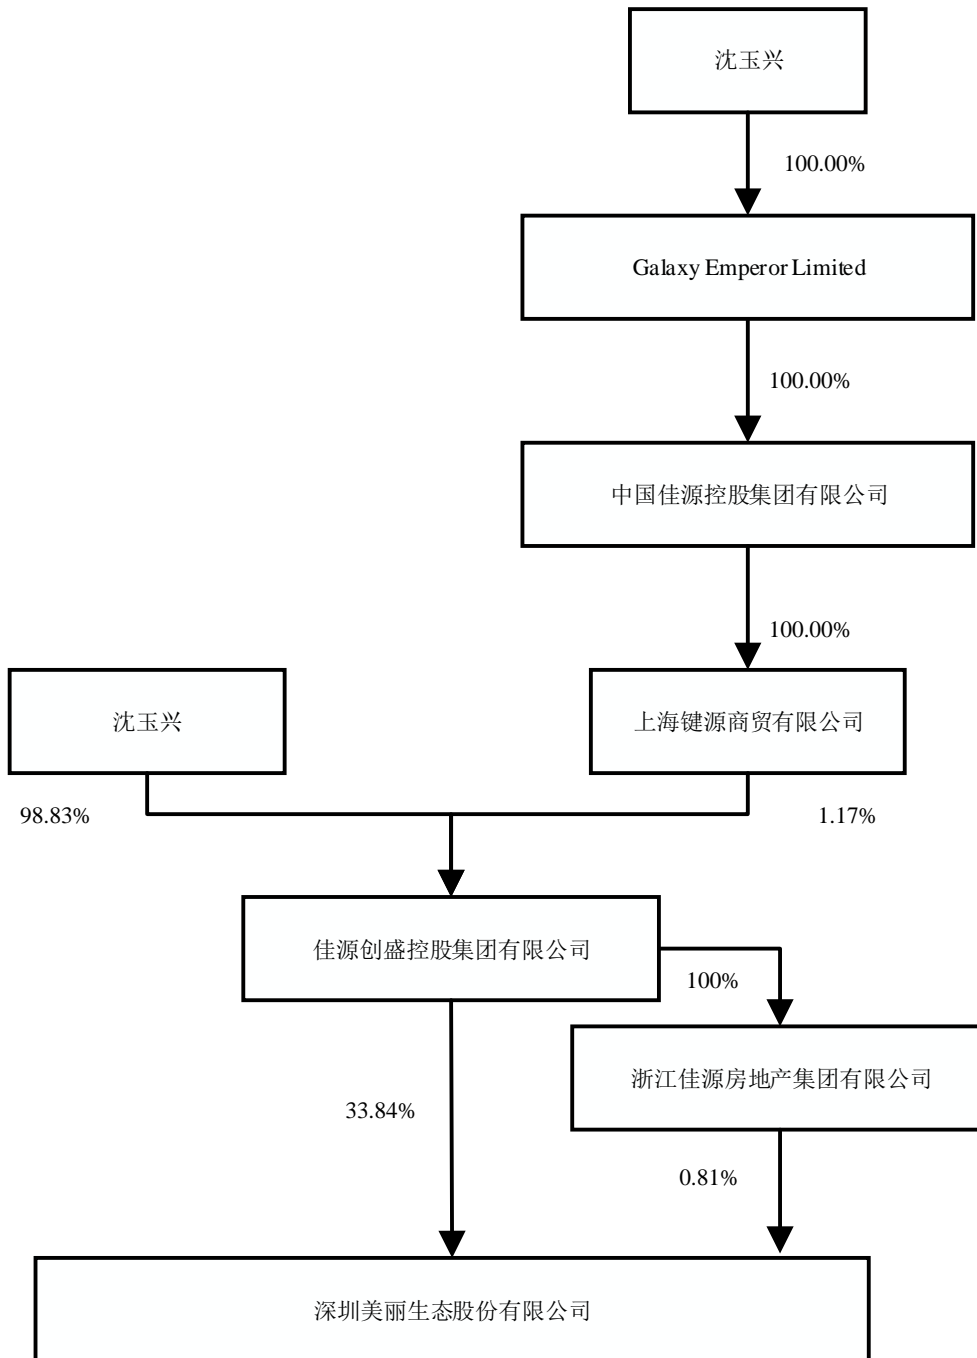 沈玉兴
100.00%
Galaxy Emperor Limited
100.00%
中国佳源控股集团有限公司
100.00%
沈玉兴
上海键源商贸有限公司
98.83%
1.17%
佳源创盛控股集团有限公司
100%
浙江佳源房地产集团有限公司
33.84%
0.81%
深圳美丽生态股份有限公司